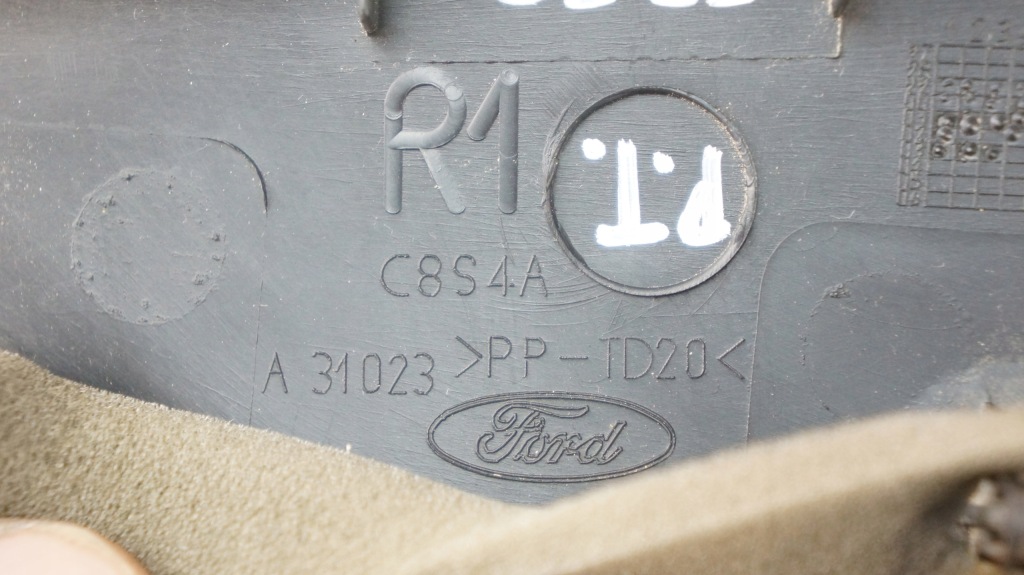 R1
C8S4A
A 31023 >PP-TD20<
Ford